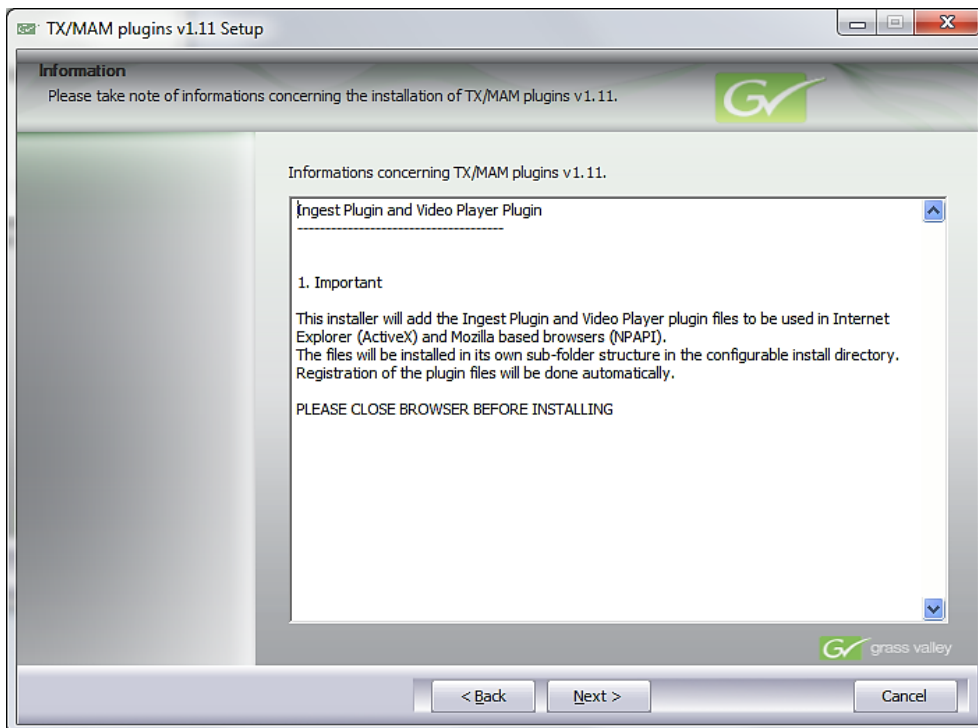 TX/MAM plugins v1.11 Setup
Information
Please take note of informations concerning the installation of TX/MAM plugins v1.11.
GV
Informations concerning TX/MAM plugins v1.11.
Ingest Plugin and Video Player Plugin
-------------------------------------
1. Important
This installer will add the Ingest Plugin and Video Player plugin files to be used in Internet
Explorer (ActiveX) and Mozilla based browsers (NPAPI).
The files will be installed in its own sub-folder structure in the configurable install directory.
Registration of the plugin files will be done automatically.
PLEASE CLOSE BROWSER BEFORE INSTALLING
GV grass valley
< Back
Next >
Cancel